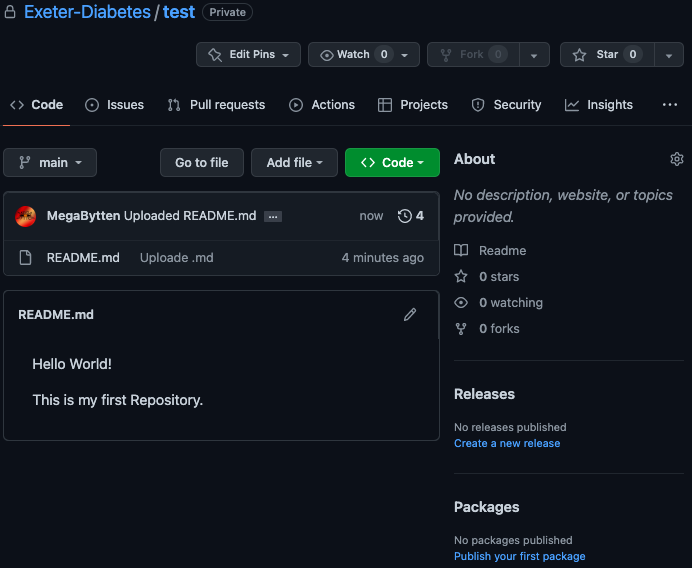 Exeter-Diabetes / test Private
Edit Pins Watch 0 Fork 0 Star 0
Code Issues Pull requests Actions Projects Security Insights ...
main Go to file Add file <> Code
MegaBytten Uploaded README.md ... now 4
README.md Uploade .md 4 minutes ago
README.md
Hello World!
This is my first Repository.
About
No description, website, or topics
provided.
Readme
0 stars
0 watching
0 forks
Releases
No releases published
Create a new release
Packages
No packages published
Publish your first package